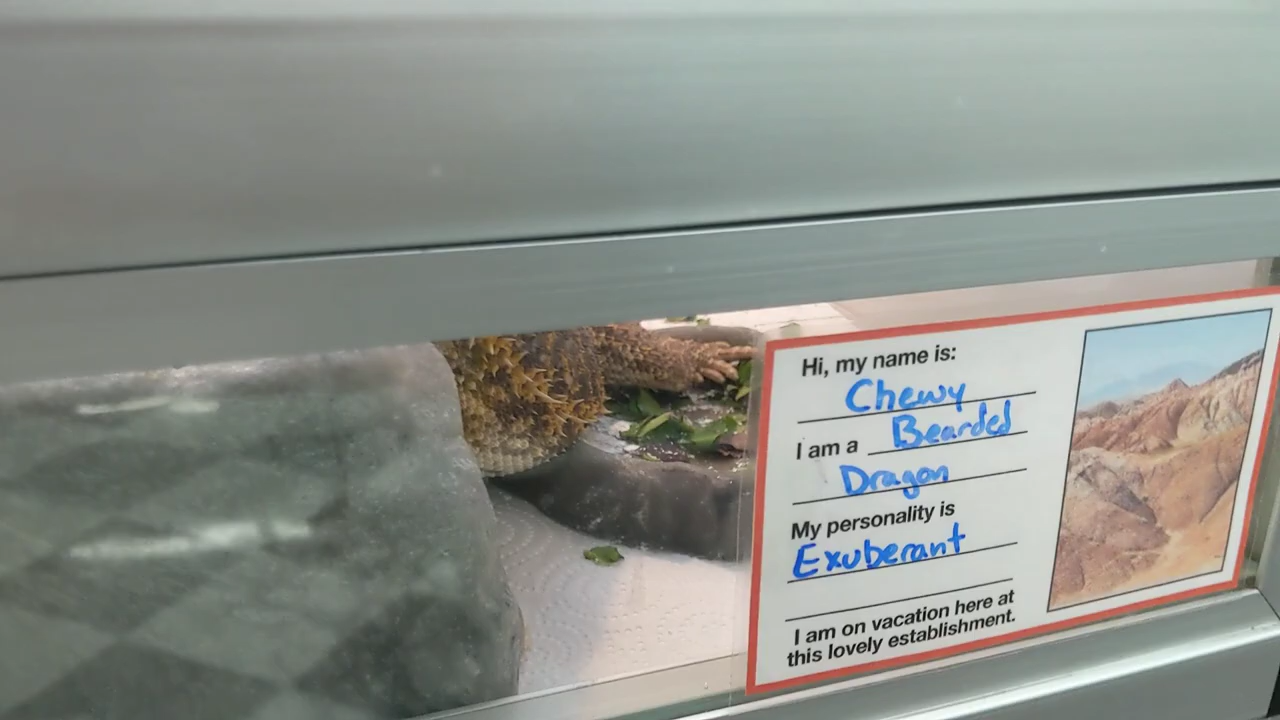 Hi, my name is:
Chewy
I am a Bearded
Dragon
My personality is
Exuberant
I am on vacation here at
this lovely establishment.